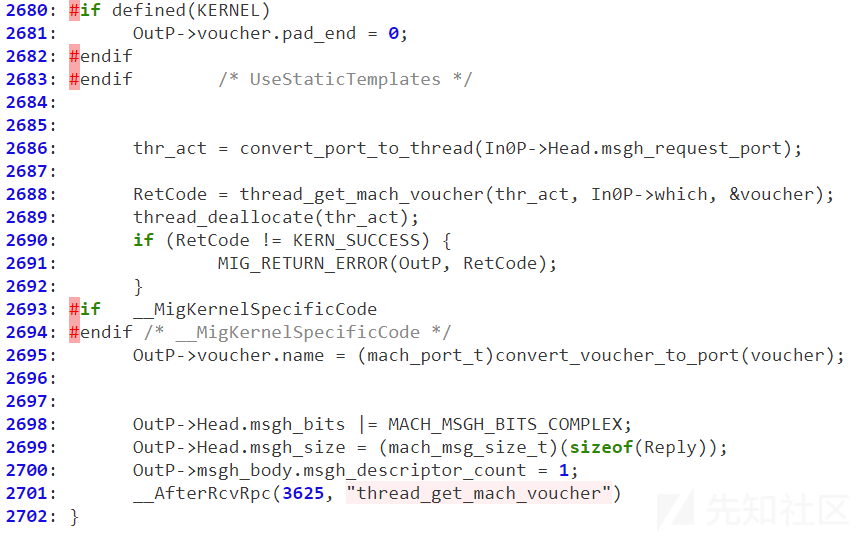 2680: #if defined(KERNEL)
2681:       OutP->voucher.pad_end = 0;
2682: #endif
2683: #endif        /* UseStaticTemplates */
2684:
2685:
2686:       thr_act = convert_port_to_thread(In0P->Head.msgh_request_port);
2687:
2688:       RetCode = thread_get_mach_voucher(thr_act, In0P->which, &voucher);
2689:       thread_deallocate(thr_act);
2690:       if (RetCode != KERN_SUCCESS) {
2691:               MIG_RETURN_ERROR(OutP, RetCode);
2692:       }
2693: #if   __MigKernelSpecificCode
2694: #endif /* __MigKernelSpecificCode */
2695:       OutP->voucher.name = (mach_port_t)convert_voucher_to_port(voucher);
2696:
2697:
2698:       OutP->Head.msgh_bits |= MACH_MSGH_BITS_COMPLEX;
2699:       OutP->Head.msgh_size = (mach_msg_size_t)(sizeof(Reply));
2700:       OutP->msgh_body.msgh_descriptor_count = 1;
2701:       __AfterRcvRpc(3625, "thread_get_mach_voucher")
2702: }
先知社区